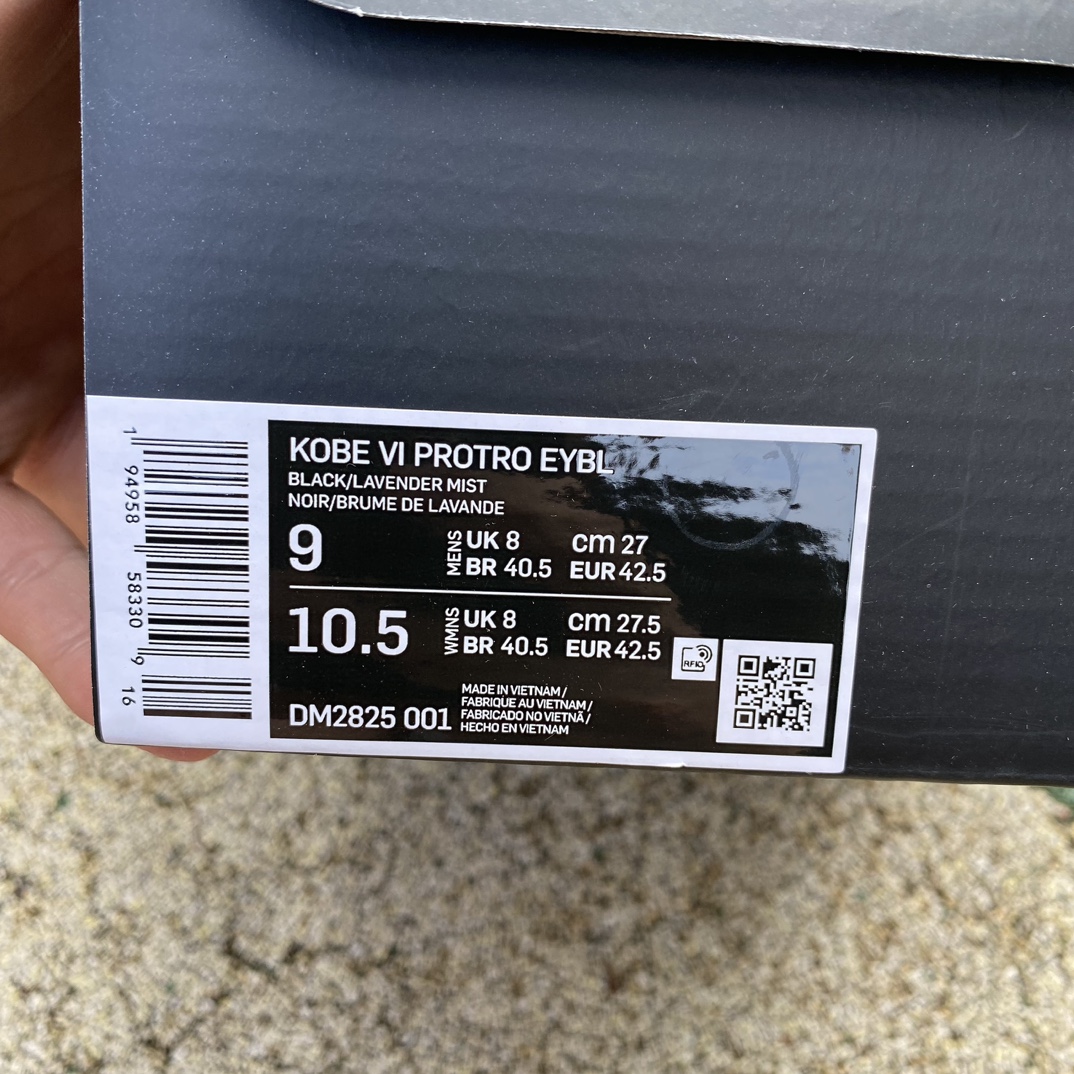 KOBE VI PROTRO EYBL
BLACK/LAVENDER MIST
NOIR/BRUME DE LAVANDE
9 MENS UK 8 cm 27
BR 40.5 EUR 42.5
10.5 WMNS UK 8 cm 27.5
BR 40.5 EUR 42.5
RFID
DM2825 001
MADE IN VIETNAM /
FABRIQUE AU VIETNAM /
FABRICADO NO VIETNÃ /
HECHO EN VIETNAM
1 94958 58330 9 16